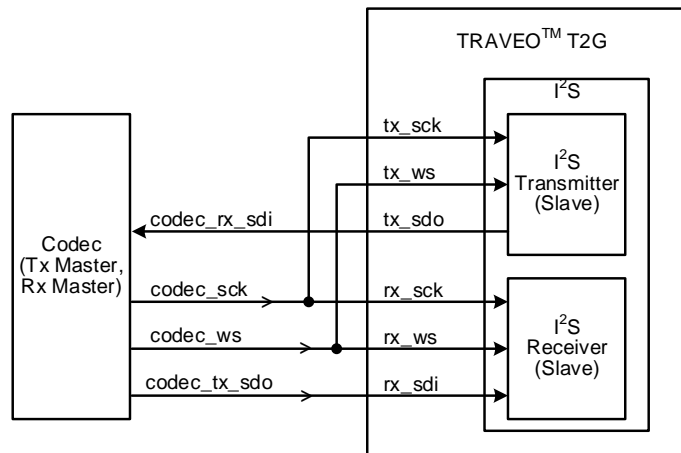 TRAVEO™ T2G
I²S
tx_sck
I²S
Transmitter
(Slave)
tx_ws
codec_rx_sdi
tx_sdo
Codec
(Tx Master,
Rx Master)
codec_sck
rx_sck
I²S
Receiver
(Slave)
codec_ws
rx_ws
codec_tx_sdo
rx_sdi